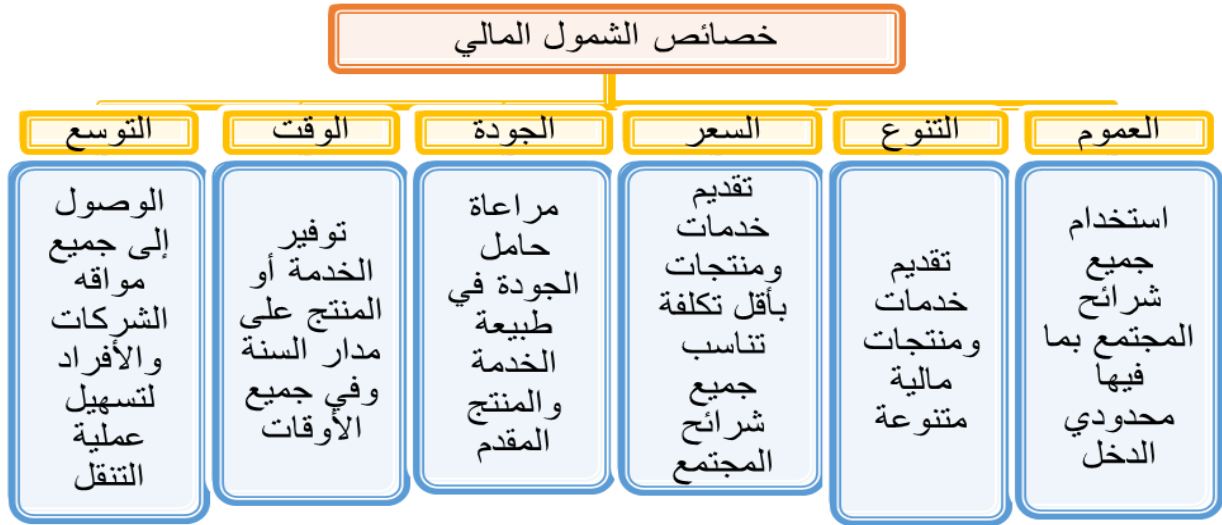 خصائص الشمول المالي
العموم
استخدام
جميع
شرائح
المجتمع بما
فيها
محدودي
الدخل
التنوع
تقديم
خدمات
ومنتجات
مالية
متنوعة
السعر
تقديم
خدمات
ومنتجات
بأقل تكلفة
تناسب
جميع
شرائح
المجتمع
الجودة
مراعاة
حامل
الجودة في
طبيعة
الخدمة
والمنتج
المقدم
الوقت
توفير
الخدمة أو
المنتج على
مدار السنة
وفي جميع
الأوقات
التوسع
الوصول
إلى جميع
مواقه
الشركات
والأفراد
لتسهيل
عملية
التنقل